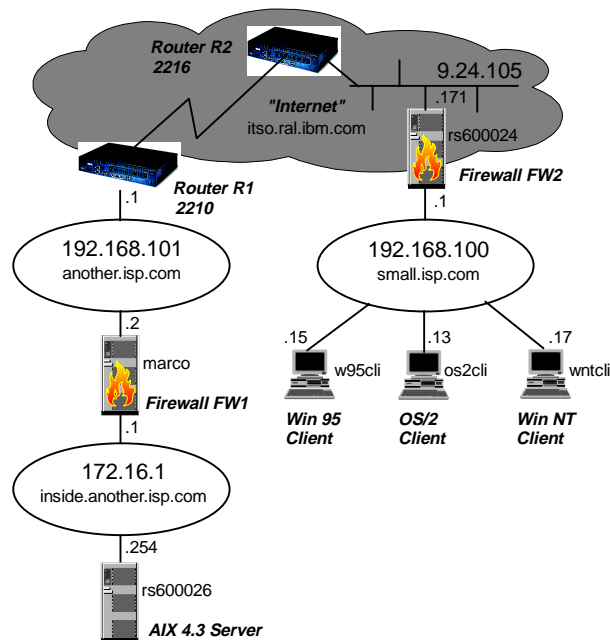 Router R2
2216
9.24.105
"Internet"
itso.ral.ibm.com
.171
rs600024
Firewall FW2
Router R1
2210
.1
.1
192.168.101
another.isp.com
192.168.100
small.isp.com
.2
marco
Firewall FW1
.15
w95cli
.13
os2cli
.17
wntcli
Win 95
Client
OS/2
Client
Win NT
Client
.1
172.16.1
inside.another.isp.com
.254
rs600026
AIX 4.3 Server